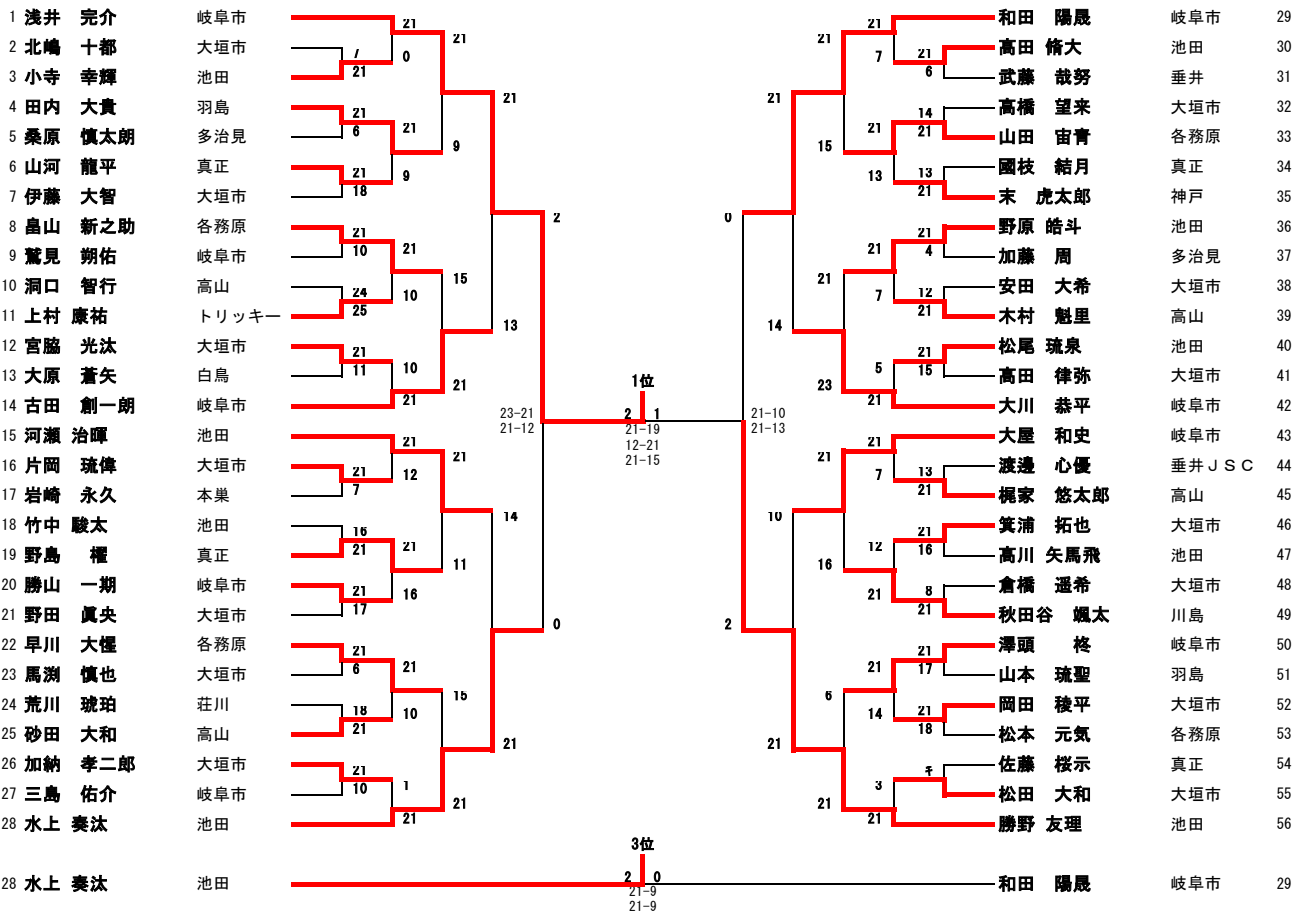 1 浅井 完介 岐阜市 21 21 和田 陽晟 岐阜市 29
21 21
2 北嶋 十都 大垣市 7 0 7 21 高田 脩大 池田 30
3 小寺 幸輝 池田 21 6 武藤 哉努 垂井 31
21 21
4 田内 大貴 羽島 21 14 高橋 望来 大垣市 32
5 桑原 慎太朗 多治見 6 21 21 21 山田 宙青 各務原 33
9 15
6 山河 龍平 真正 21 9 13 13 國枝 結月 真正 34
7 伊藤 大智 大垣市 18 21 末 虎太郎 神戸 35
2 0
8 畠山 新之助 各務原 21 21 野原 皓斗 池田 36
9 鷲見 朔佑 岐阜市 10 21 21 4 加藤 周 多治見 37
15 21
10 洞口 智行 高山 24 10 7 12 安田 大希 大垣市 38
11 上村 康祐 トリッキー 25 21 木村 魁里 高山 39
13 14
12 宮脇 光汰 大垣市 21 21 松尾 琉泉 池田 40
13 大原 蒼矢 白鳥 11 10 5 15 高田 律弥 大垣市 41
21 1位 23
14 古田 創一朗 岐阜市 21 21 大川 恭平 岐阜市 42
23-21 2 1 21-10
21-12 21-19 21-13
12-21
21-15
15 河瀬 治暉 池田 21 21 大屋 和史 岐阜市 43
21 21
16 片岡 琉偉 大垣市 21 12 7 13 渡邊 心優 垂井JSC 44
17 岩崎 永久 本巣 7 21 梶家 悠太郎 高山 45
14 10
18 竹中 駿太 池田 16 21 箕浦 拓也 大垣市 46
19 野島 櫂 真正 21 21 12 16 高川 矢馬飛 池田 47
11 16
20 勝山 一期 岐阜市 21 16 21 8 倉橋 遥希 大垣市 48
21 野田 眞央 大垣市 17 21 秋田谷 颯太 川島 49
0 2
22 早川 大惺 各務原 21 21 澤頭 柊 岐阜市 50
23 馬渕 慎也 大垣市 6 21 21 17 山本 琉聖 羽島 51
15 6
24 荒川 琥珀 荘川 18 10 14 21 岡田 稜平 大垣市 52
25 砂田 大和 高山 21 18 松本 元気 各務原 53
21 21
26 加納 孝二郎 大垣市 21 ｷ 佐藤 桜示 真正 54
27 三島 佑介 岐阜市 10 1 3 松田 大和 大垣市 55
21 21
28 水上 奏汰 池田 21 21 勝野 友理 池田 56
3位
28 水上 奏汰 池田 2 0 和田 陽晟 岐阜市 29
21-9
21-9